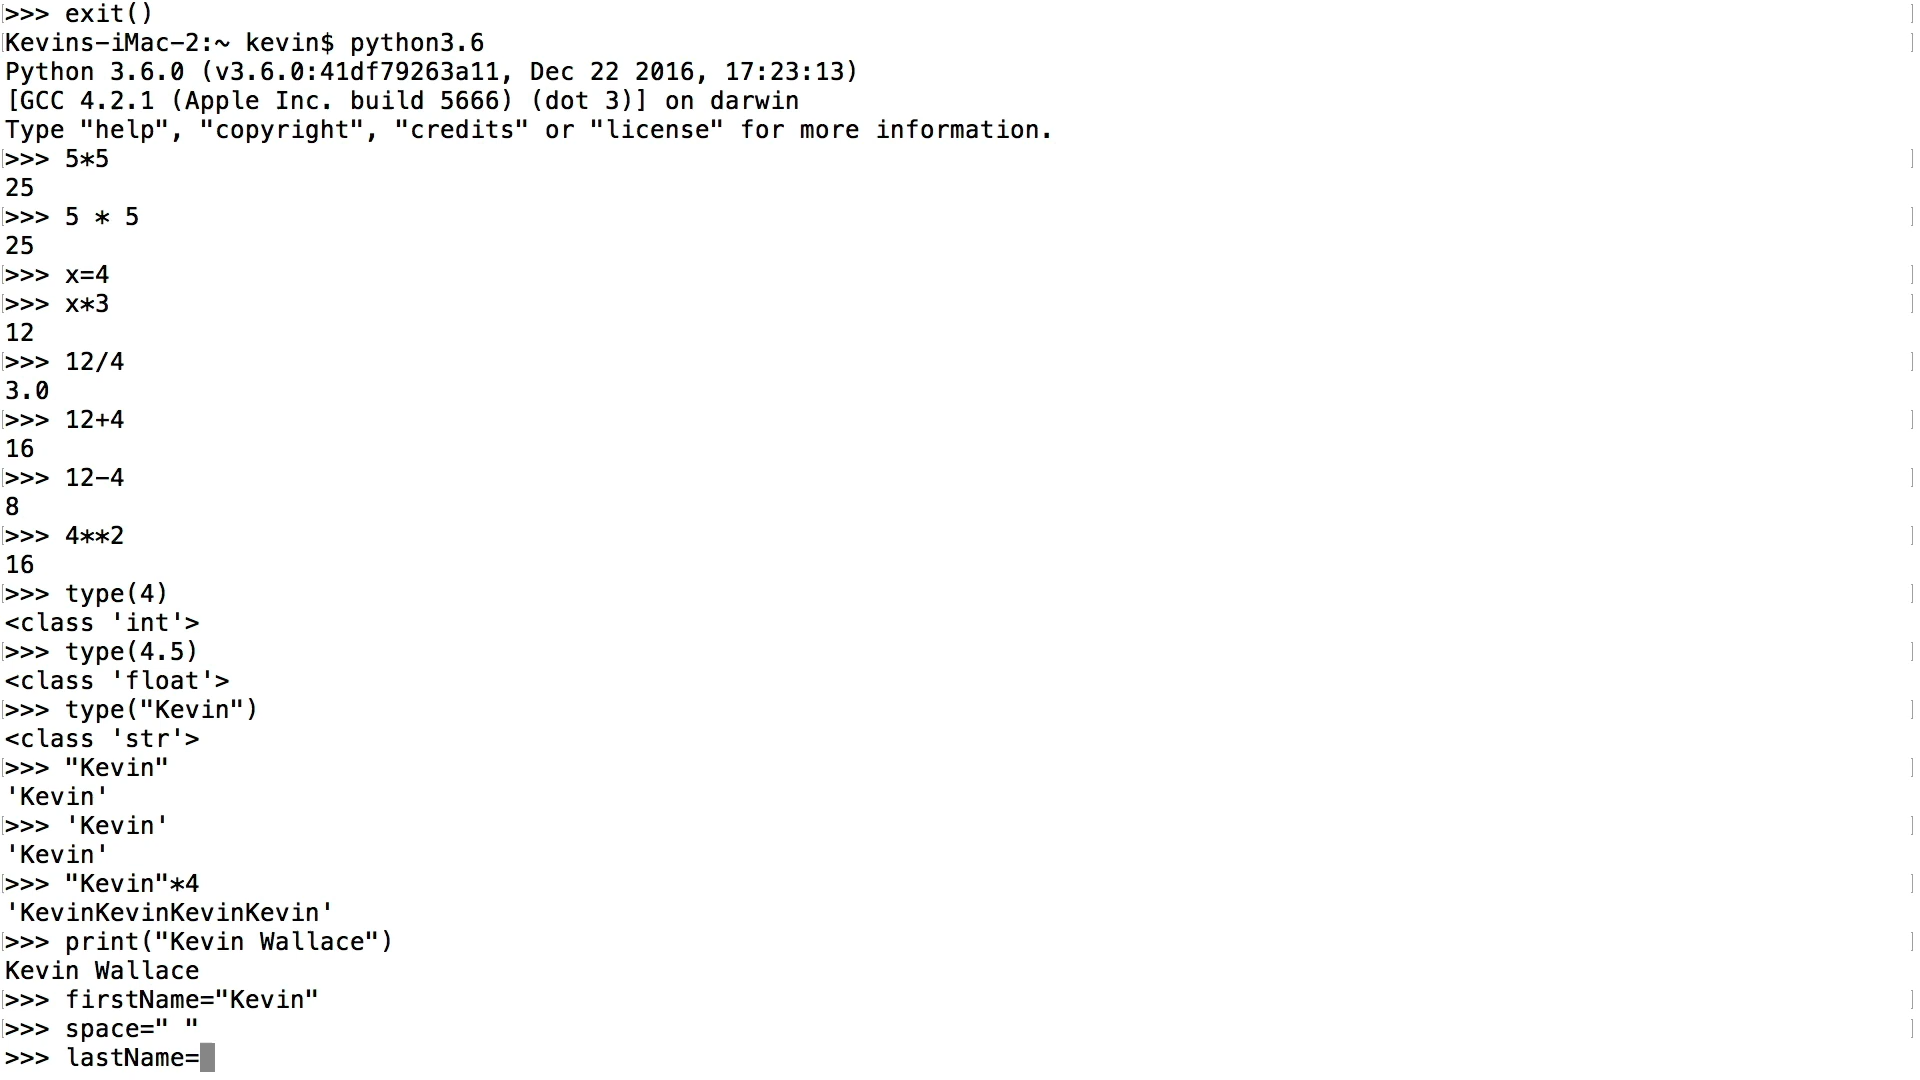 >>> exit()
Kevins-iMac-2:~ kevin$ python3.6
Python 3.6.0 (v3.6.0:41df79263a11, Dec 22 2016, 17:23:13)
[GCC 4.2.1 (Apple Inc. build 5666) (dot 3)] on darwin
Type "help", "copyright", "credits" or "license" for more information.
>>> 5*5
25
>>> 5 * 5
25
>>> x=4
>>> x*3
12
>>> 12/4
3.0
>>> 12+4
16
>>> 12-4
8
>>> 4**2
16
>>> type(4)
<class 'int'>
>>> type(4.5)
<class 'float'>
>>> type("Kevin")
<class 'str'>
>>> "Kevin"
'Kevin'
>>> 'Kevin'
'Kevin'
>>> "Kevin"*4
'KevinKevinKevinKevin'
>>> print("Kevin Wallace")
Kevin Wallace
>>> firstName="Kevin"
>>> space=" "
>>> lastName=